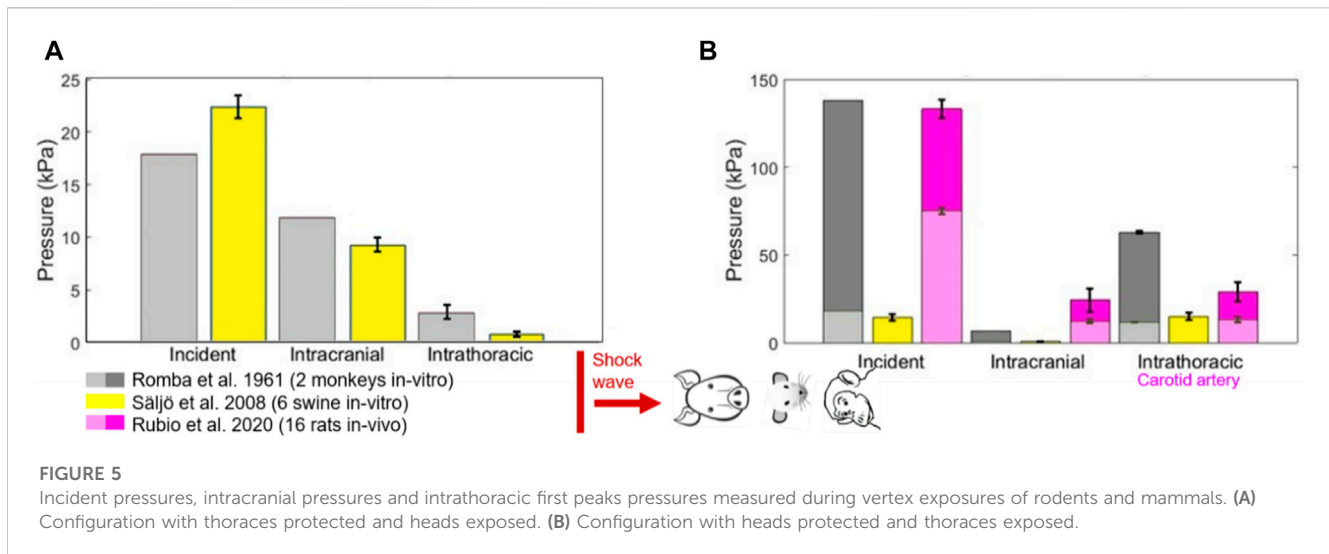 A
B
25
20
15
10
5
0
Pressure (kPa)
Incident Intracranial Intrathoracic
150
100
50
0
Pressure (kPa)
Incident Intracranial Intrathoracic
Carotid artery
Romba et al. 1961 (2 monkeys in-vitro)
Säljö et al. 2008 (6 swine in-vitro)
Rubio et al. 2020 (16 rats in-vivo)
Shock
wave
FIGURE 5
Incident pressures, intracranial pressures and intrathoracic first peaks pressures measured during vertex exposures of rodents and mammals. (A)
Configuration with thoraces protected and heads exposed. (B) Configuration with heads protected and thoraces exposed.